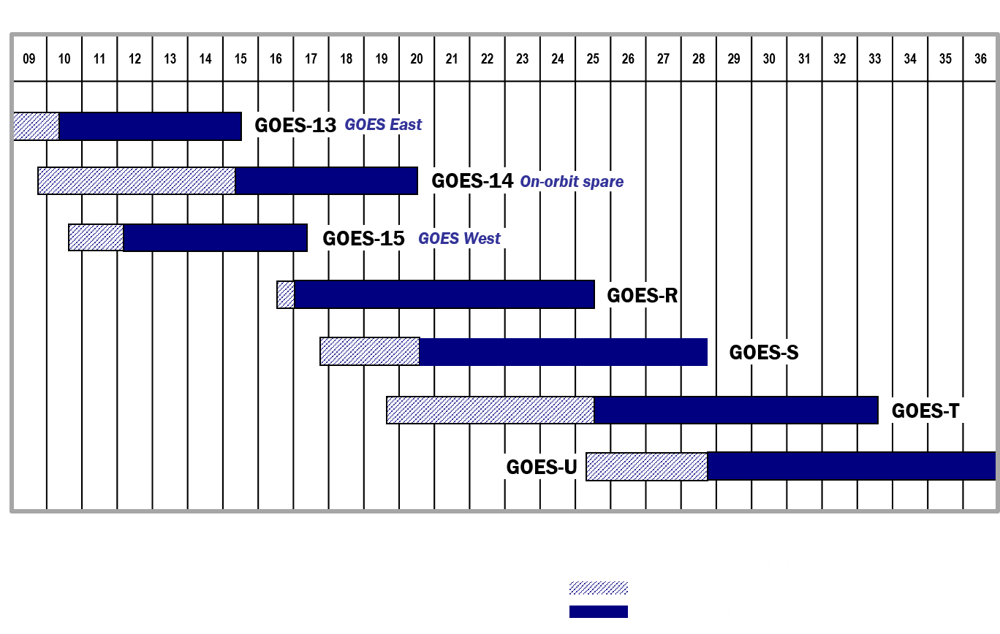 09 10 11 12 13 14 15 16 17 18 19 20 21 22 23 24 25 26 27 28 29 30 31 32 33 34 35 36
GOES-13 GOES East
GOES-14 On-orbit spare
GOES-15 GOES West
GOES-R
GOES-S
GOES-T
GOES-U